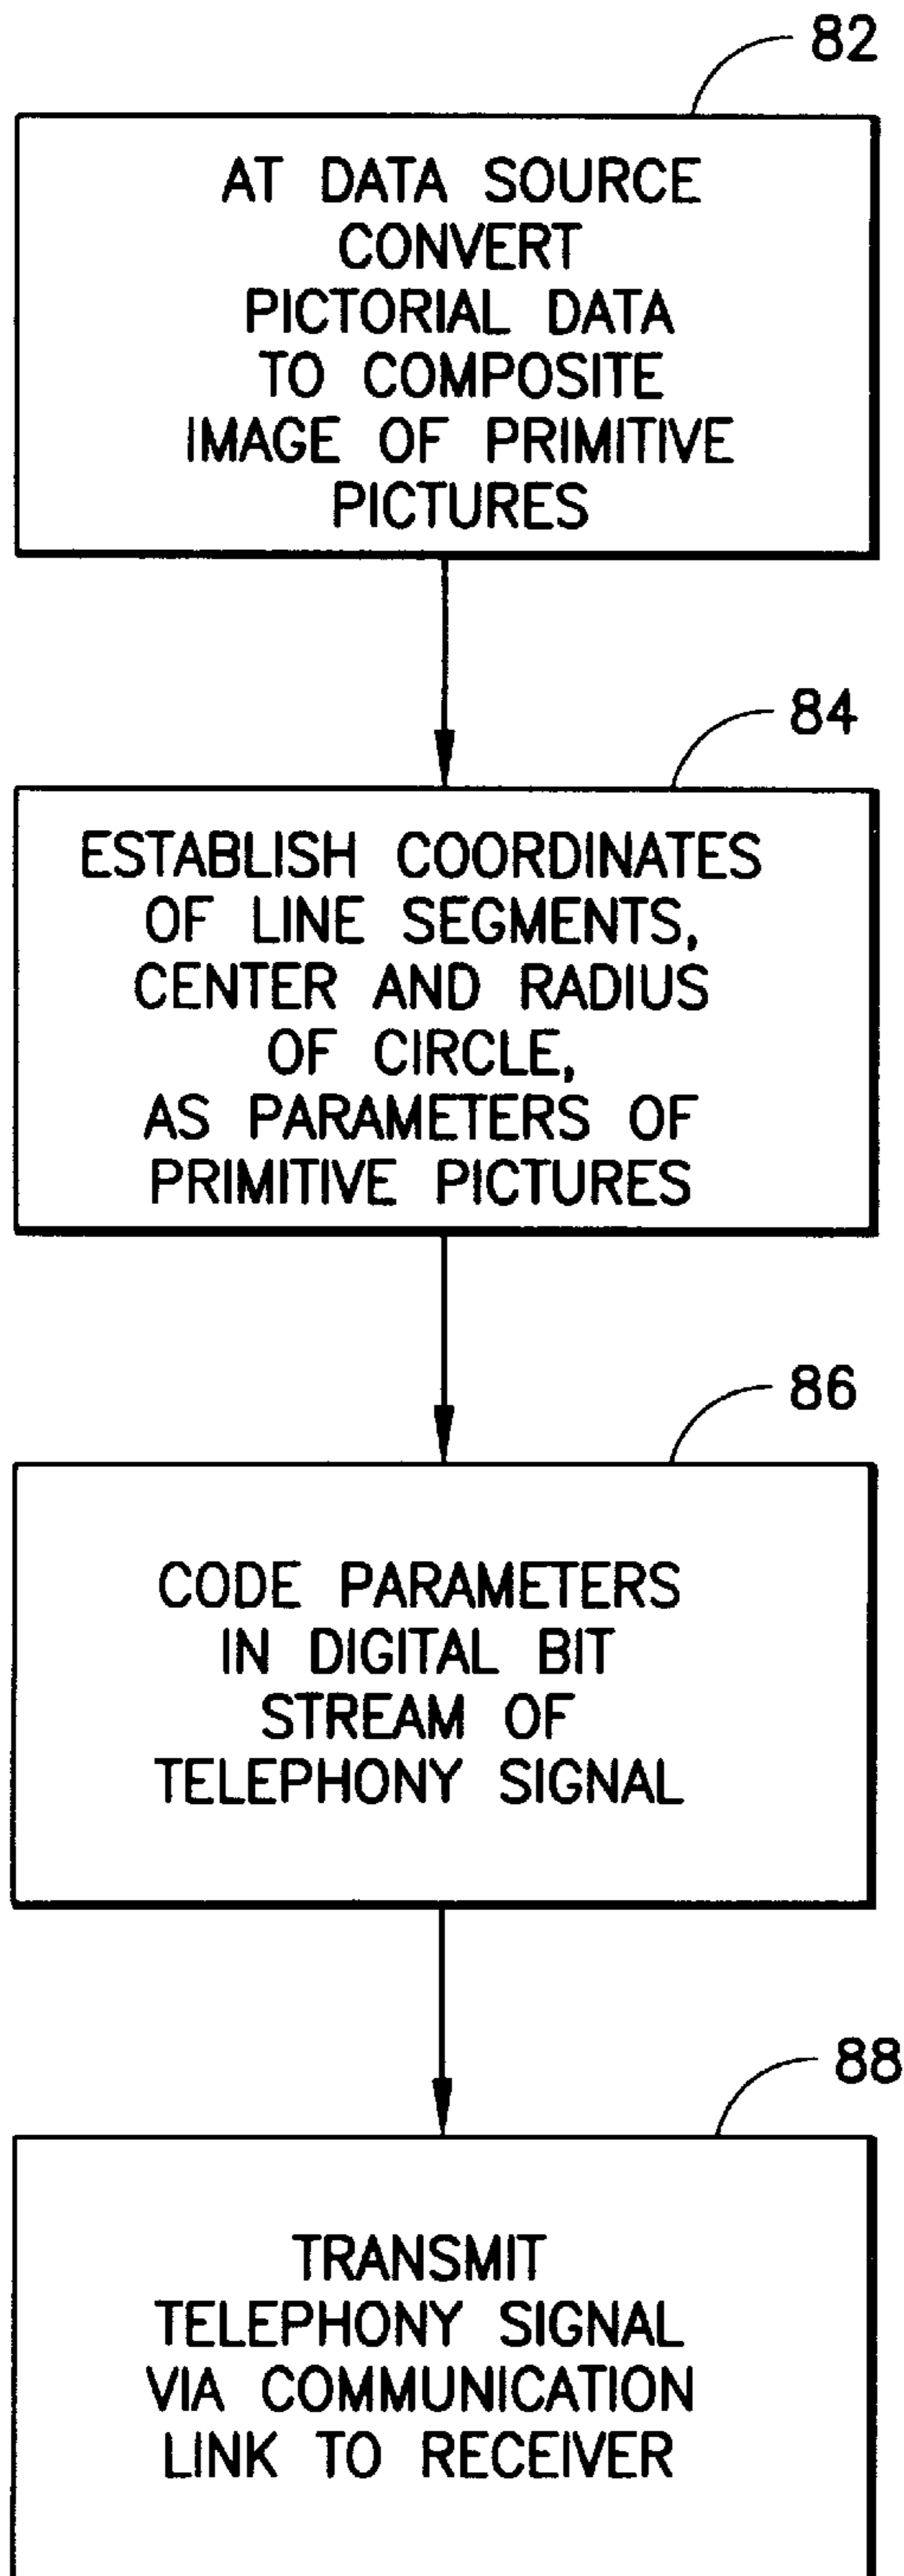 82
AT DATA SOURCE
CONVERT
PICTORIAL DATA
TO COMPOSITE
IMAGE OF PRIMITIVE
PICTURES
84
ESTABLISH COORDINATES
OF LINE SEGMENTS,
CENTER AND RADIUS
OF CIRCLE,
AS PARAMETERS OF
PRIMITIVE PICTURES
86
CODE PARAMETERS
IN DIGITAL BIT
STREAM OF
TELEPHONY SIGNAL
88
TRANSMIT
TELEPHONY SIGNAL
VIA COMMUNICATION
LINK TO RECEIVER